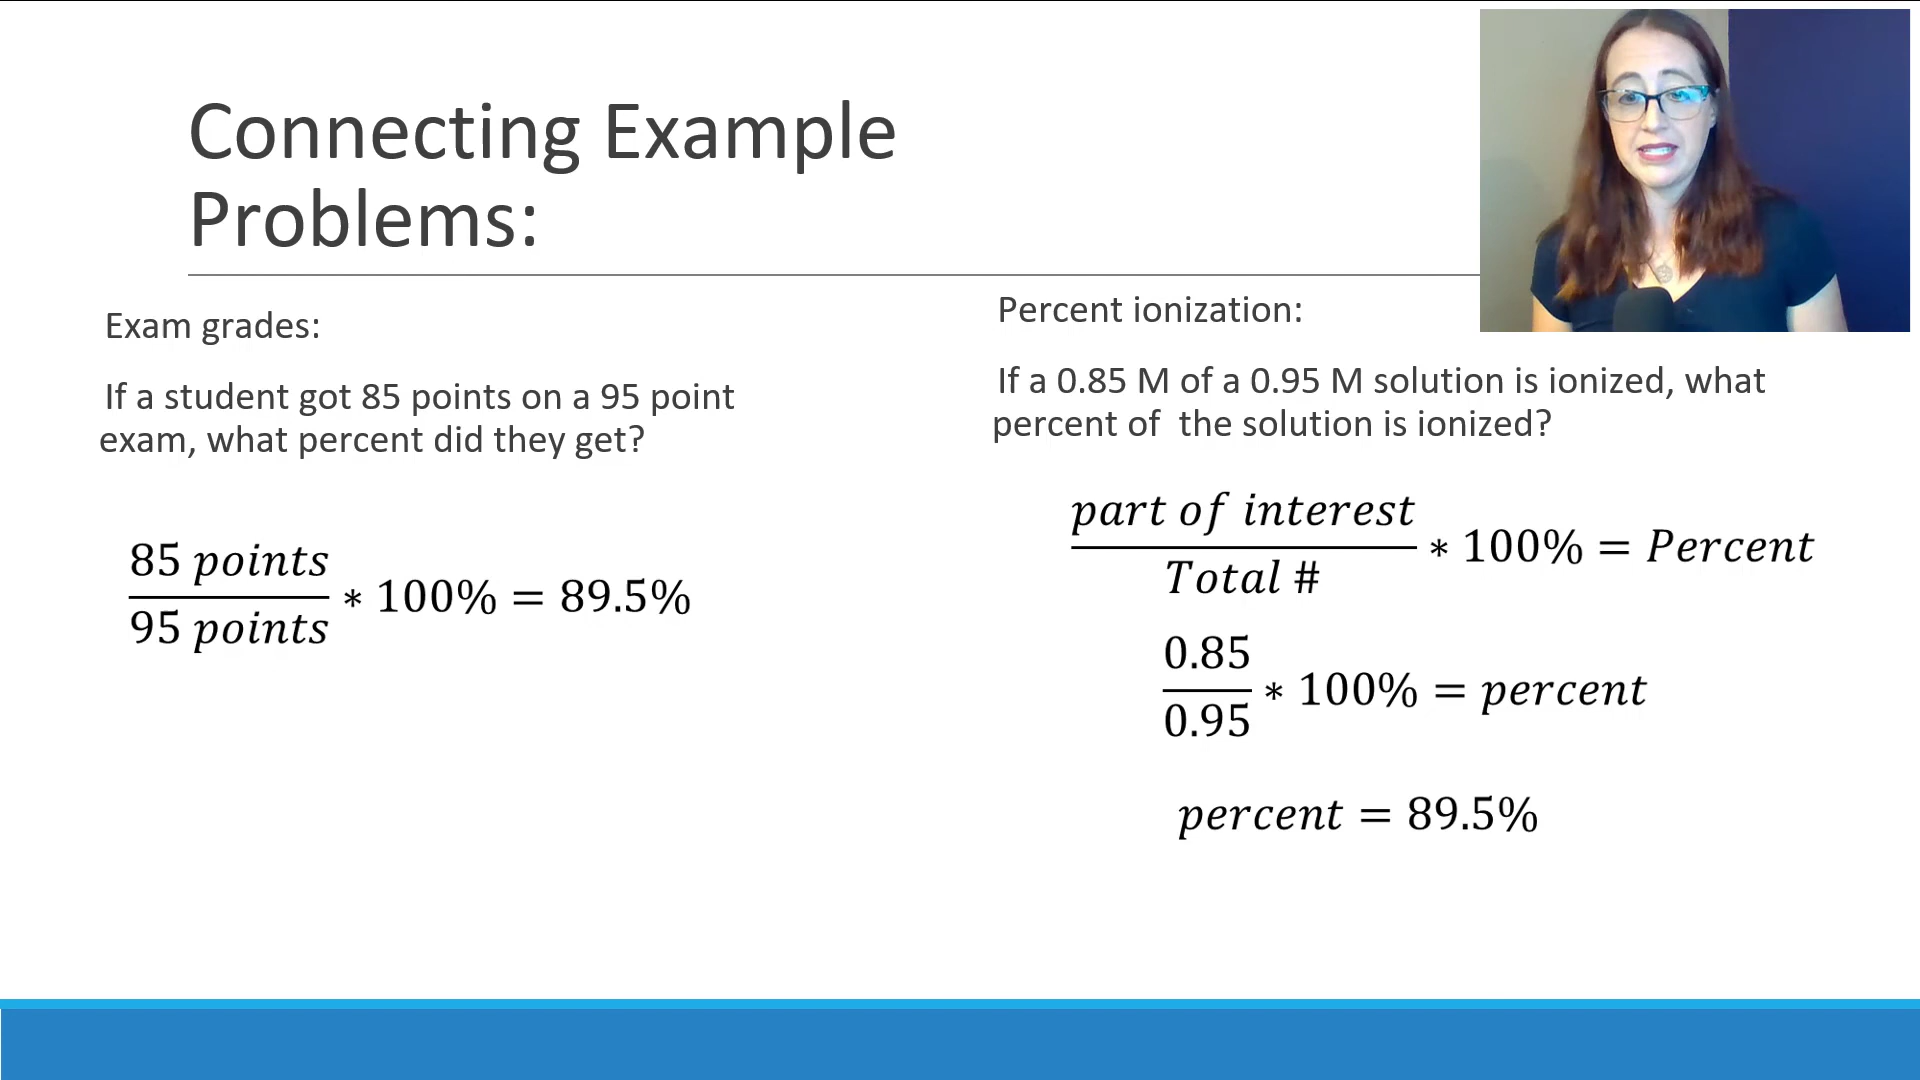 Connecting Example
Problems:
Exam grades:
If a student got 85 points on a 95 point
exam, what percent did they get?
85 points
95 points
* 100% = 89.5%
Percent ionization:
If a 0.85 M of a 0.95 M solution is ionized, what
percent of  the solution is ionized?
part of interest
Total #
* 100% = Percent
0.85
0.95
* 100% = percent
percent = 89.5%